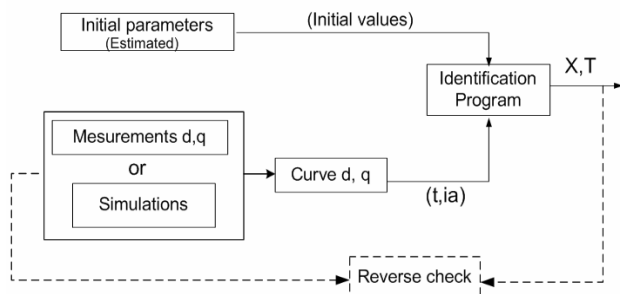 Initial parameters
(Estimated)
(Initial values)
Identification
Program
X,T
Mesurements d,q
or
Simulations
Curve d, q
(t,ia)
Reverse check